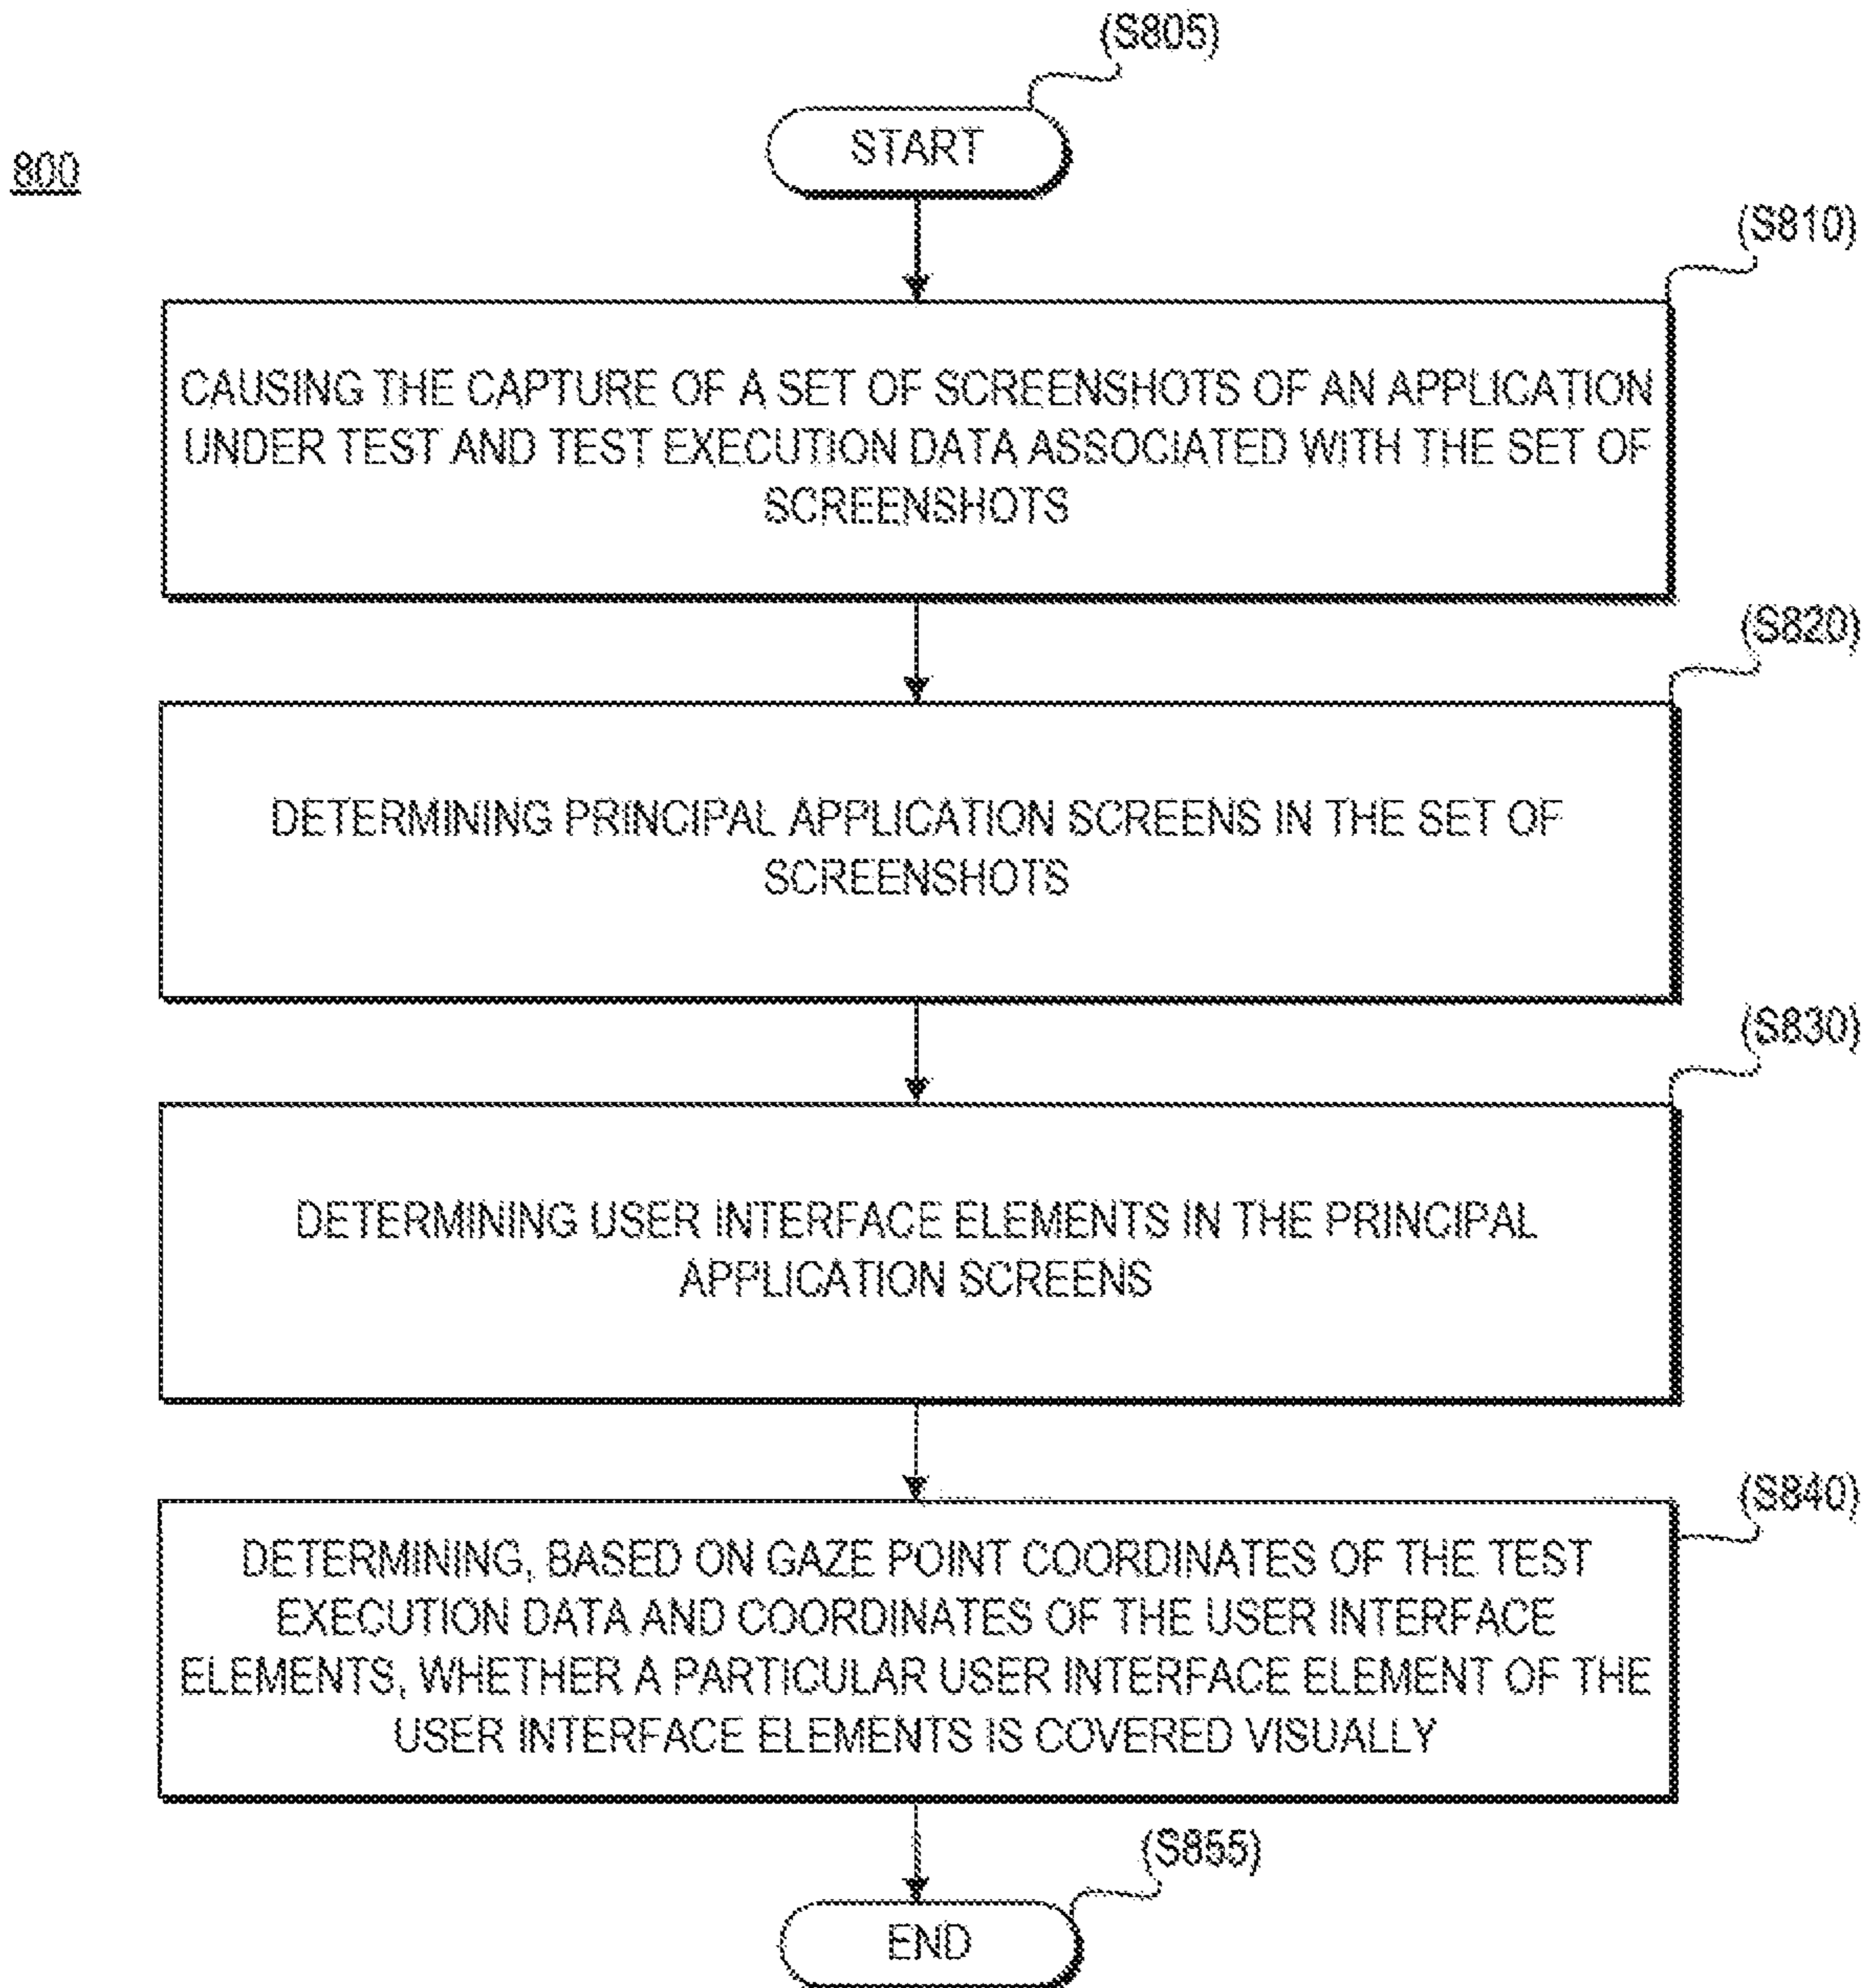 (S805)
START
800
(S810)
CAUSING THE CAPTURE OF A SET OF SCREENSHOTS OF AN APPLICATION
UNDER TEST AND TEST EXECUTION DATA ASSOCIATED WITH THE SET OF
SCREENSHOTS
(S820)
DETERMINING PRINCIPAL APPLICATION SCREENS IN THE SET OF
SCREENSHOTS
(S830)
DETERMINING USER INTERFACE ELEMENTS IN THE PRINCIPAL
APPLICATION SCREENS
(S840)
DETERMINING, BASED ON GAZE POINT COORDINATES OF THE TEST
EXECUTION DATA AND COORDINATES OF THE USER INTERFACE
ELEMENTS, WHETHER A PARTICULAR USER INTERFACE ELEMENT OF THE
USER INTERFACE ELEMENTS IS COVERED VISUALLY
(S855)
END